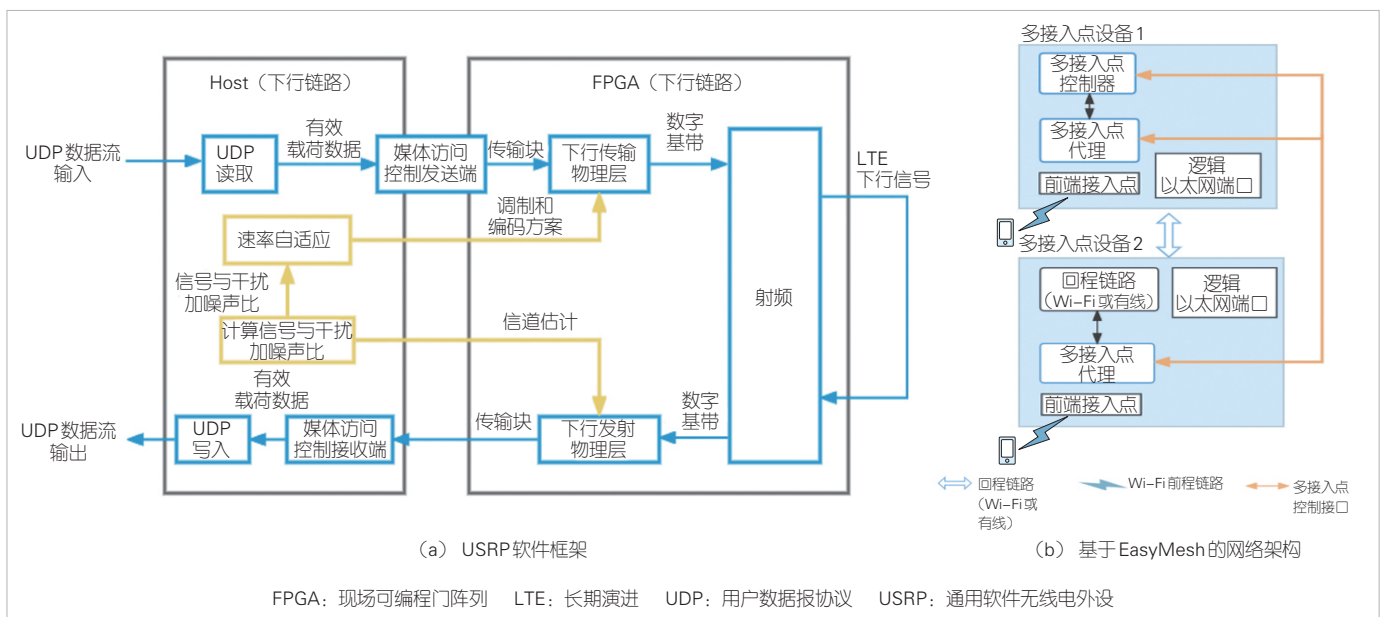 Host（下行链路）
FPGA（下行链路）
UDP数据流
输入
UDP
读取
有效
载荷数据
媒体访问
控制发送端
传输块
下行传输
物理层
数字
基带
LTE
下行信号
调制和
编码方案
速率自适应
信号与干扰
加噪声比
计算信号与干扰
加噪声比
信道估计
射频
有效
载荷数据
UDP数据流
输出
UDP
写入
媒体访问
控制接收端
传输块
下行发射
物理层
数字
基带
（a） USRP软件框架
多接入点设备1
多接入点
控制器
多接入点
代理
前端接入点
逻辑
以太网端口
多接入点设备2
回程链路
（Wi-Fi或有线）
逻辑
以太网端口
多接入点
代理
前端接入点
回程链路
（Wi-Fi或
有线）
Wi-Fi前程链路
多接入点
控制接口
（b） 基于EasyMesh的网络架构
FPGA：现场可编程门阵列 LTE：长期演进 UDP：用户数据报协议 USRP：通用软件无线电外设